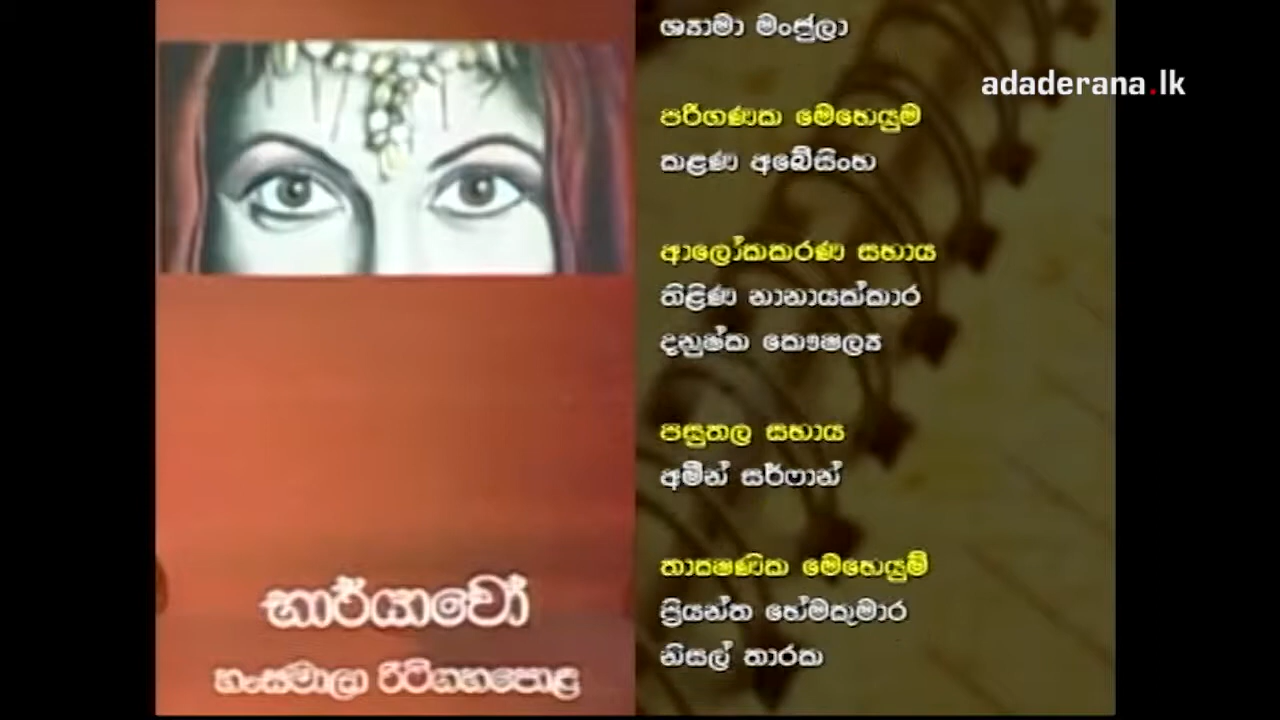 ශ්‍යාමා මංජුලා
adaderana.lk
පරිගණක මෙහෙයුම
කළණ අබේසිංහ
ආලෝකකරණ සහාය
තිළිණ නානායක්කාර
දනුෂ්ක කෞෂල්‍ය
පසුතල සහාය
අමීන් සර්ෆාන්
තාක්‍ෂණික මෙහෙයුම්
ප්‍රියන්ත හේමකුමාර
නිසල් තාරක
භාර්යාවෝ
හංසමාලා රිටිගහපොළ